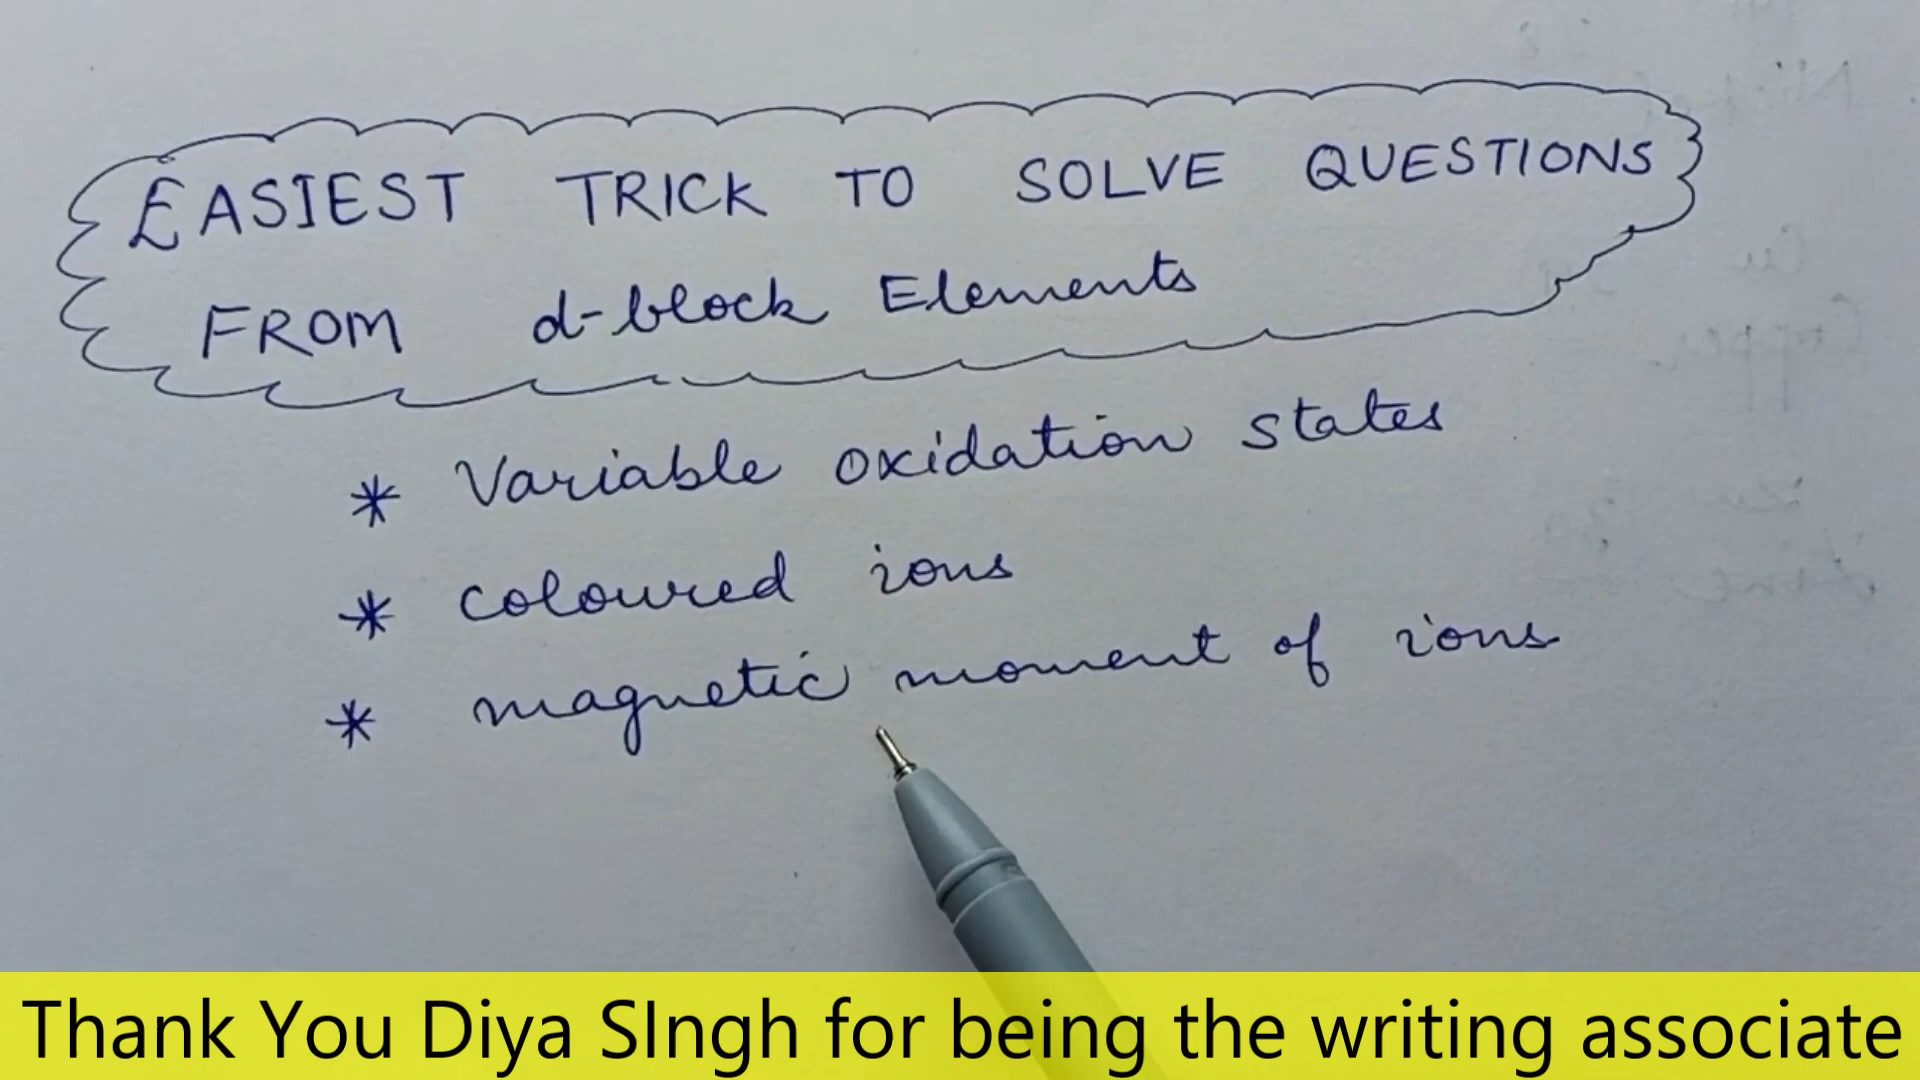 EASIEST TRICK TO SOLVE QUESTIONS
FROM d-block Elements
* Variable oxidation states
* coloured ions
* magnetic moment of ions
Thank You Diya SIngh for being the writing associate